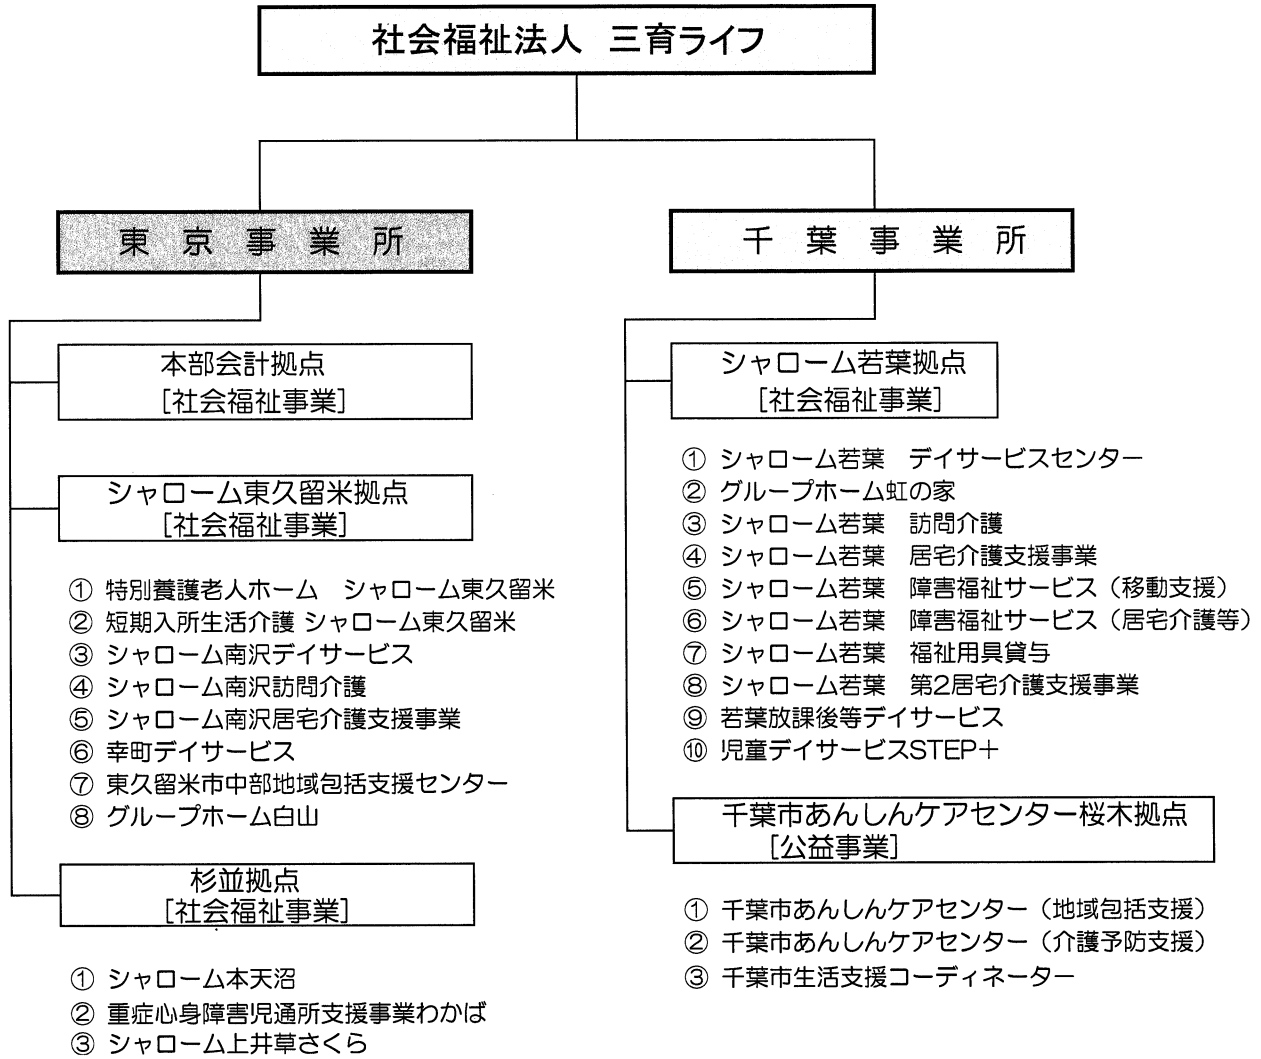 社会福祉法人 三育ライフ
東京事業所
本部会計拠点
[社会福祉事業]
シャローム東久留米拠点
[社会福祉事業]
① 特別養護老人ホーム シャローム東久留米
② 短期入所生活介護 シャローム東久留米
③ シャローム南沢デイサービス
④ シャローム南沢訪問介護
⑤ シャローム南沢居宅介護支援事業
⑥ 幸町デイサービス
⑦ 東久留米市中部地域包括支援センター
⑧ グループホーム白山
杉並拠点
[社会福祉事業]
① シャローム本天沼
② 重症心身障害児通所支援事業わかば
③ シャローム上井草さくら
千葉事業所
シャローム若葉拠点
[社会福祉事業]
① シャローム若葉 デイサービスセンター
② グループホーム虹の家
③ シャローム若葉 訪問介護
④ シャローム若葉 居宅介護支援事業
⑤ シャローム若葉 障害福祉サービス（移動支援）
⑥ シャローム若葉 障害福祉サービス（居宅介護等）
⑦ シャローム若葉 福祉用具貸与
⑧ シャローム若葉 第2居宅介護支援事業
⑨ 若葉放課後等デイサービス
⑩ 児童デイサービスSTEP＋
千葉市あんしんケアセンター桜木拠点
[公益事業]
① 千葉市あんしんケアセンター（地域包括支援）
② 千葉市あんしんケアセンター（介護予防支援）
③ 千葉市生活支援コーディネーター